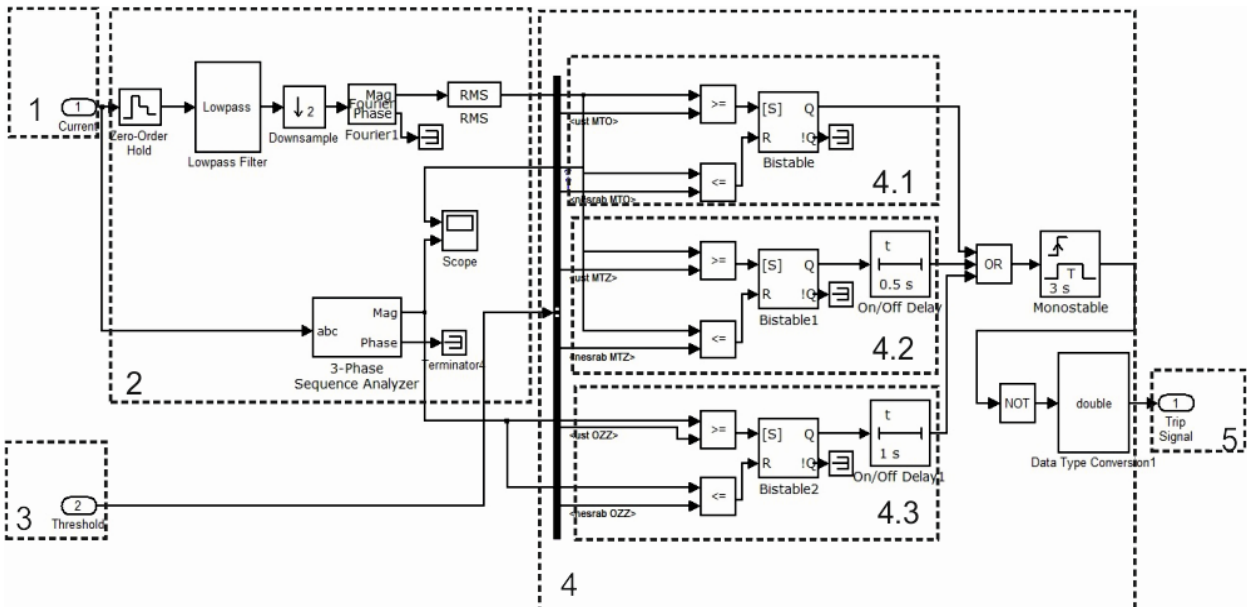 1
1
Current
Zero-Order
Hold
Lowpass
Lowpass Filter
2
Downsample
Mag
Fourier
Phase
Fourier1
RMS
RMS
Scope
abc
Mag
Phase
3-Phase
Sequence Analyzer
Terminator4
2
3
2
Threshold
4
<ust MTO>
<nesrab MTO>
>=
<=
[S]
R
Q
!Q
Bistable
4.1
<ust MTZ>
<nesrab MTZ>
>=
<=
[S]
R
Q
!Q
Bistable1
t
0.5 s
On/Off Delay
4.2
<ust OZZ>
<nesrab OZZ>
>=
<=
[S]
R
Q
!Q
Bistable2
t
1 s
On/Off Delay1
4.3
OR
T
3 s
Monostable
NOT
double
Data Type Conversion1
1
Trip
Signal
5